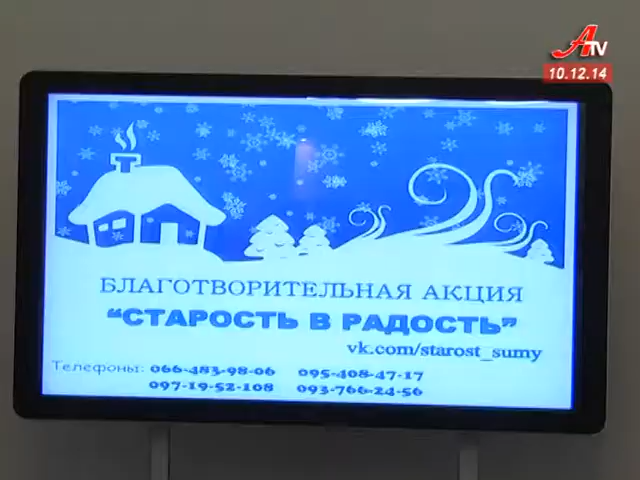 ATV
10.12.14
БЛАГОТВОРИТЕЛЬНАЯ АКЦИЯ
“СТАРОСТЬ В РАДОСТЬ”
vk.com/starost_sumy
Телефоны: 066-483-98-06 095-408-47-17
097-19-52-108 093-766-24-56